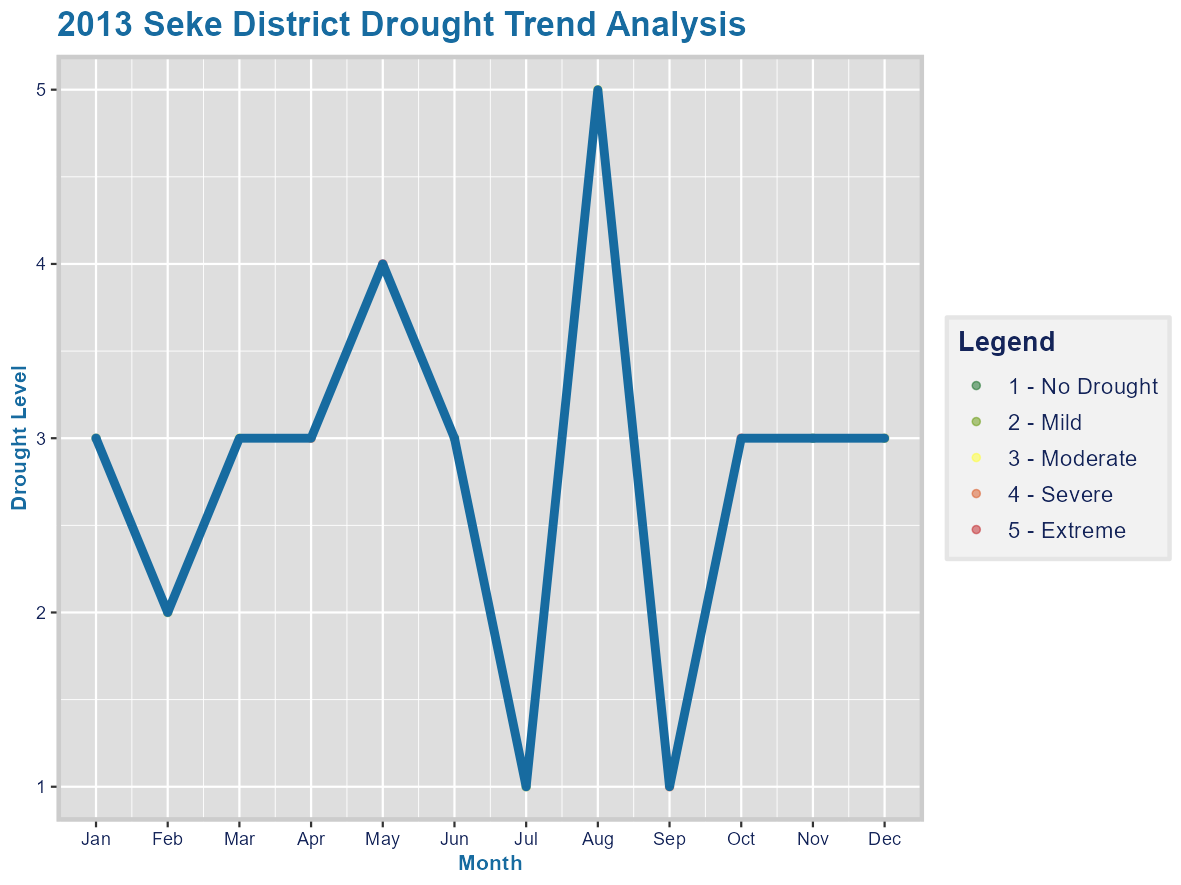 2013 Seke District Drought Trend Analysis
5
4
3
2
1
Drought Level
Jan Feb Mar Apr May Jun Jul Aug Sep Oct Nov Dec
Month
Legend
1 - No Drought
2 - Mild
3 - Moderate
4 - Severe
5 - Extreme